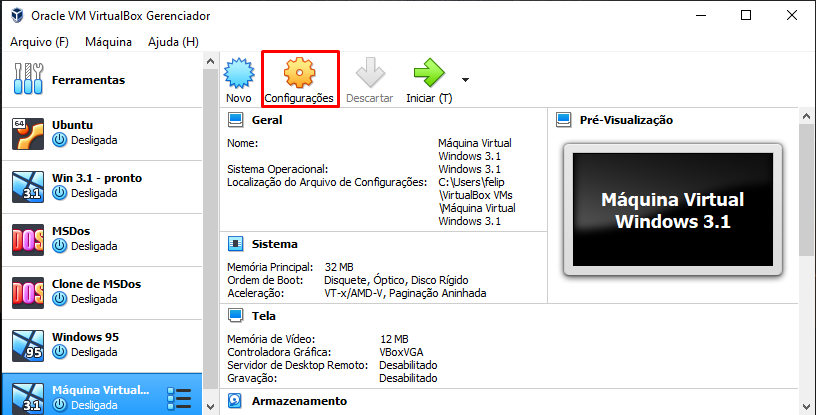 Oracle VM VirtualBox Gerenciador
Arquivo (F) Máquina Ajuda (H)
Ferramentas
64
Ubuntu
Desligada
3.1
Win 3.1 - pronto
Desligada
DOS
MSDos
Desligada
DOS
Clone de MSDos
Desligada
95
Windows 95
Desligada
3.1
Máquina Virtual...
Desligada
Novo Configurações Descartar Iniciar (T)
Geral
Nome: Máquina Virtual
Windows 3.1
Sistema Operacional: Windows 3.1
Localização do Arquivo de Configurações: C:\Users\felip
\VirtualBox VMs
\Máquina Virtual
Windows 3.1
Sistema
Memória Principal: 32 MB
Ordem de Boot: Disquete, Óptico, Disco Rígido
Aceleração: VT-x/AMD-V, Paginação Aninhada
Tela
Memória de Vídeo: 12 MB
Controladora Gráfica: VBoxVGA
Servidor de Desktop Remoto: Desabilitado
Gravação: Desabilitado
Armazenamento
Pré-Visualização
Máquina Virtual
Windows 3.1